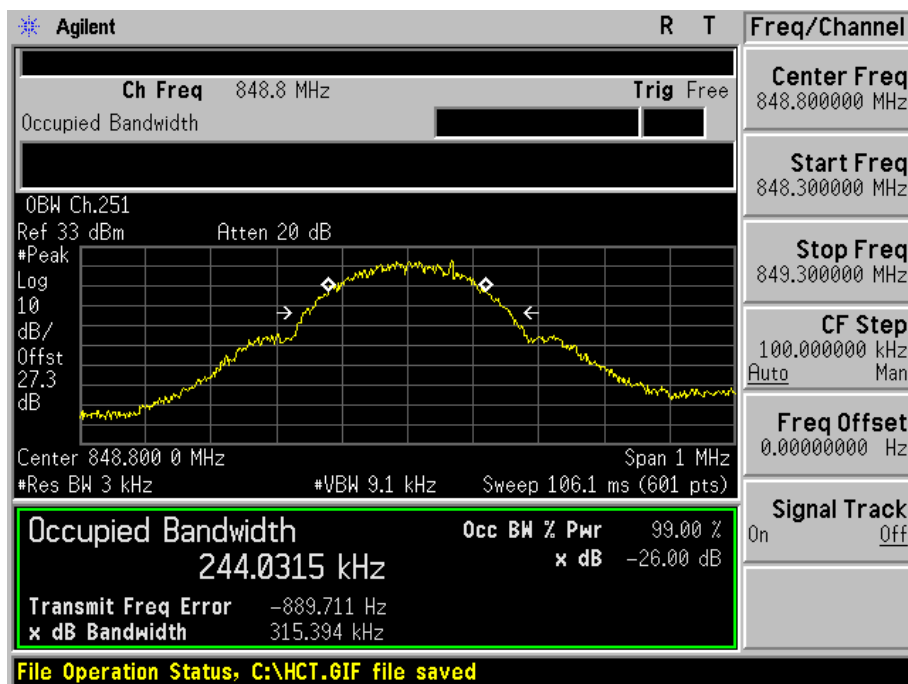 Agilent R T Freq/Channel
Ch Freq 848.8 MHz Trig Free
Occupied Bandwidth
Center Freq
848.800000 MHz
Start Freq
848.300000 MHz
Stop Freq
849.300000 MHz
CF Step
100.000000 kHz
Auto Man
Freq Offset
0.00000000 Hz
Signal Track
On Off
OBW Ch.251
Ref 33 dBm Atten 20 dB
#Peak
Log
10
dB/
Offst
27.3
dB
Center 848.800 0 MHz Span 1 MHz
#Res BW 3 kHz #VBW 9.1 kHz Sweep 106.1 ms (601 pts)
Occupied Bandwidth Occ BW % Pwr 99.00 %
244.0315 kHz x dB -26.00 dB
Transmit Freq Error -889.711 Hz
x dB Bandwidth 315.394 kHz
File Operation Status, C:\HCT.GIF file saved